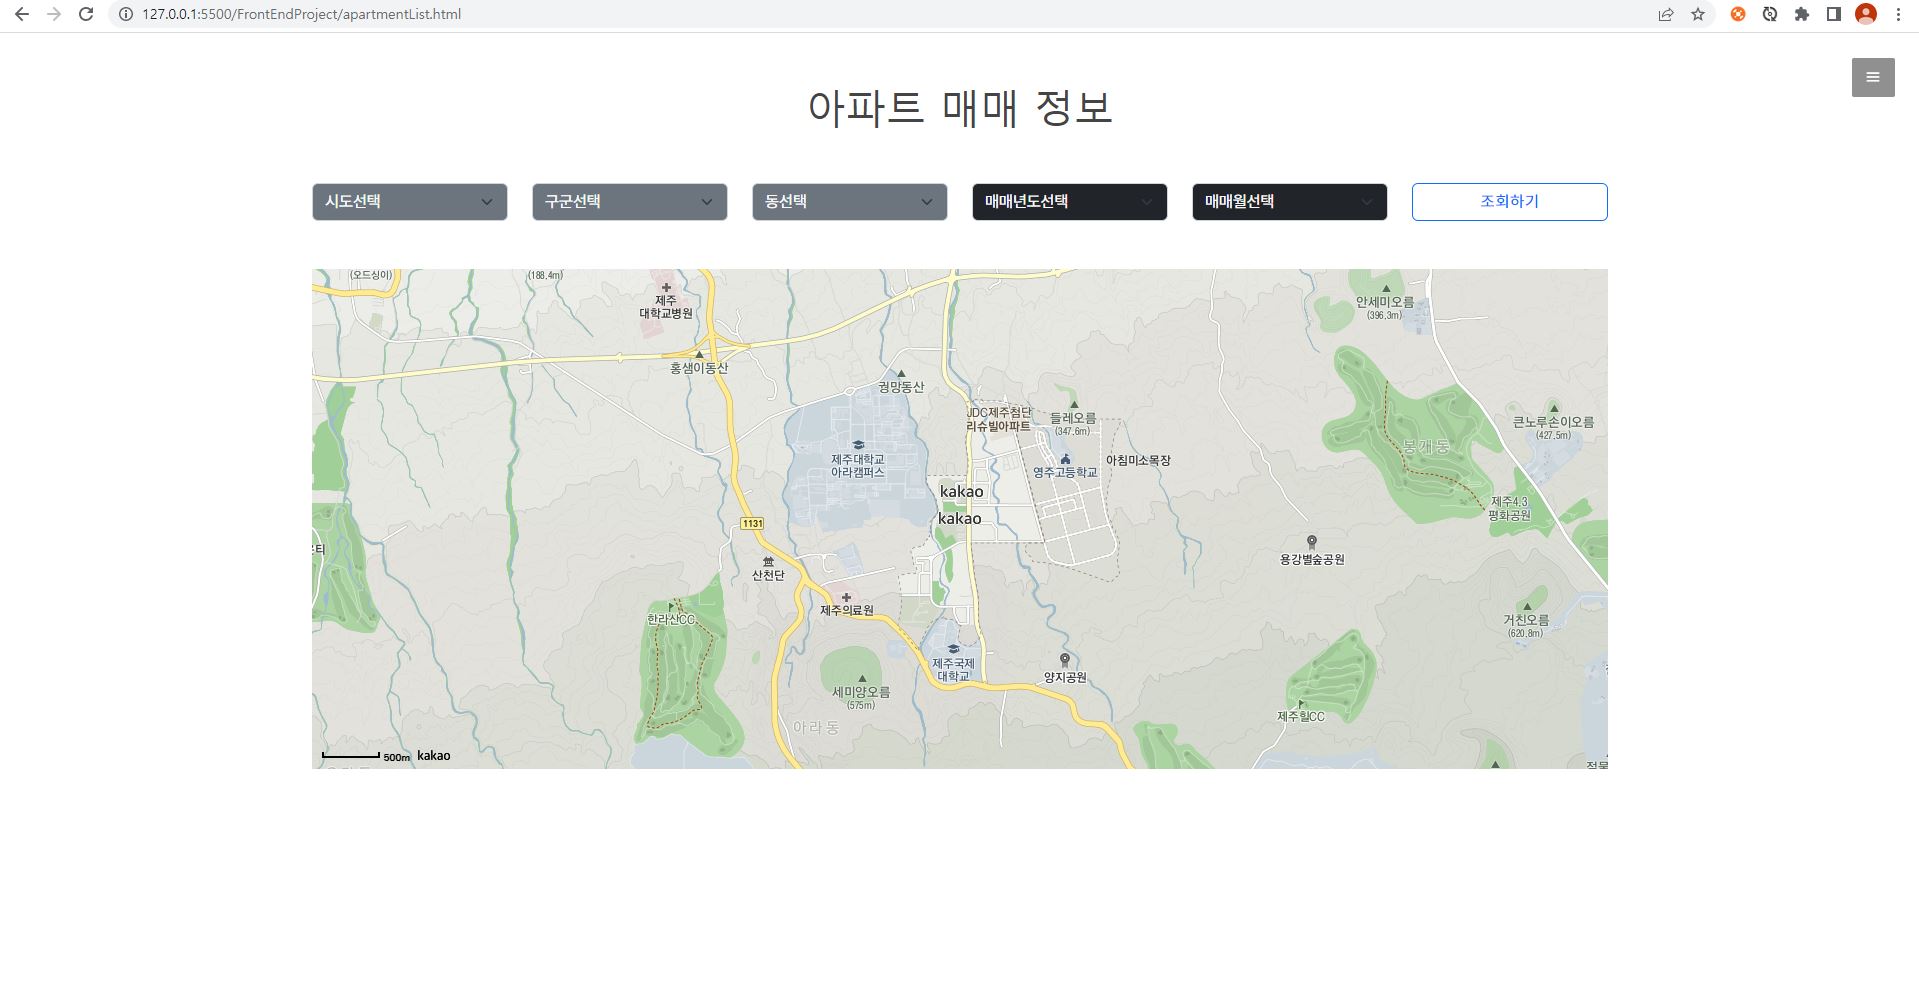 127.0.0.1:5500/FrontEndProject/apartmentList.html
아파트 매매 정보
시도선택
구군선택
동선택
매매년도선택
매매월선택
조회하기
(오드싱이)
(188.4m)
제주
대학교병원
안세미오름
(396.3m)
홍샘이동산
궝망동산
JDC제주첨단
리슈빌아파트
들레오름
(347.6m)
큰노루손이오름
(427.5m)
봉개동
제주대학교
아라캠퍼스
영주고등학교
아침미소목장
kakao
kakao
제주4.3
평화공원
1131
용강별숲공원
산천단
제주의료원
한라산CC
거친오름
(620.8m)
제주국제
대학교
양지공원
세미양오름
(575m)
아라동
제주힐CC
500m
kakao